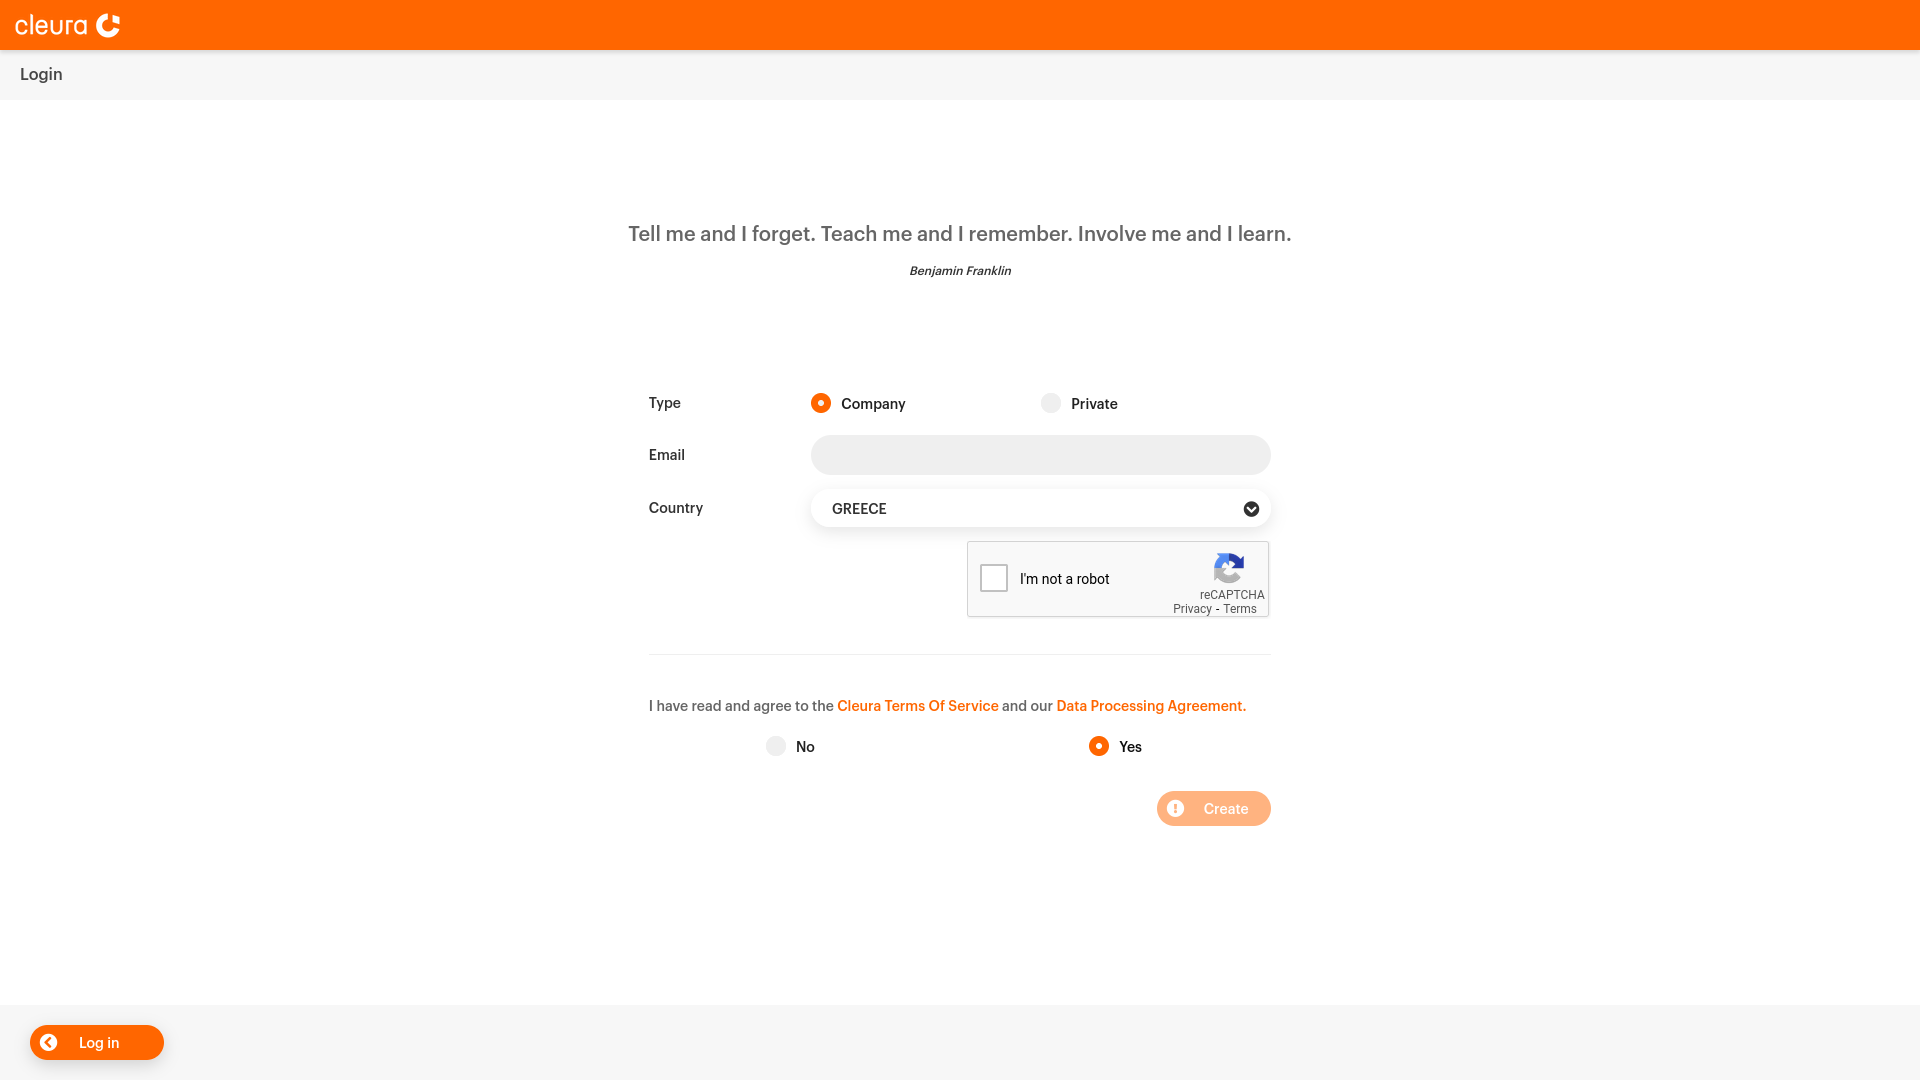 cleura
Login
Tell me and I forget. Teach me and I remember. Involve me and I learn.
Benjamin Franklin
Type
Company
Private
Email
Country
GREECE
I'm not a robot
reCAPTCHA
Privacy - Terms
I have read and agree to the Cleura Terms Of Service and our Data Processing Agreement.
No
Yes
Create
Log in